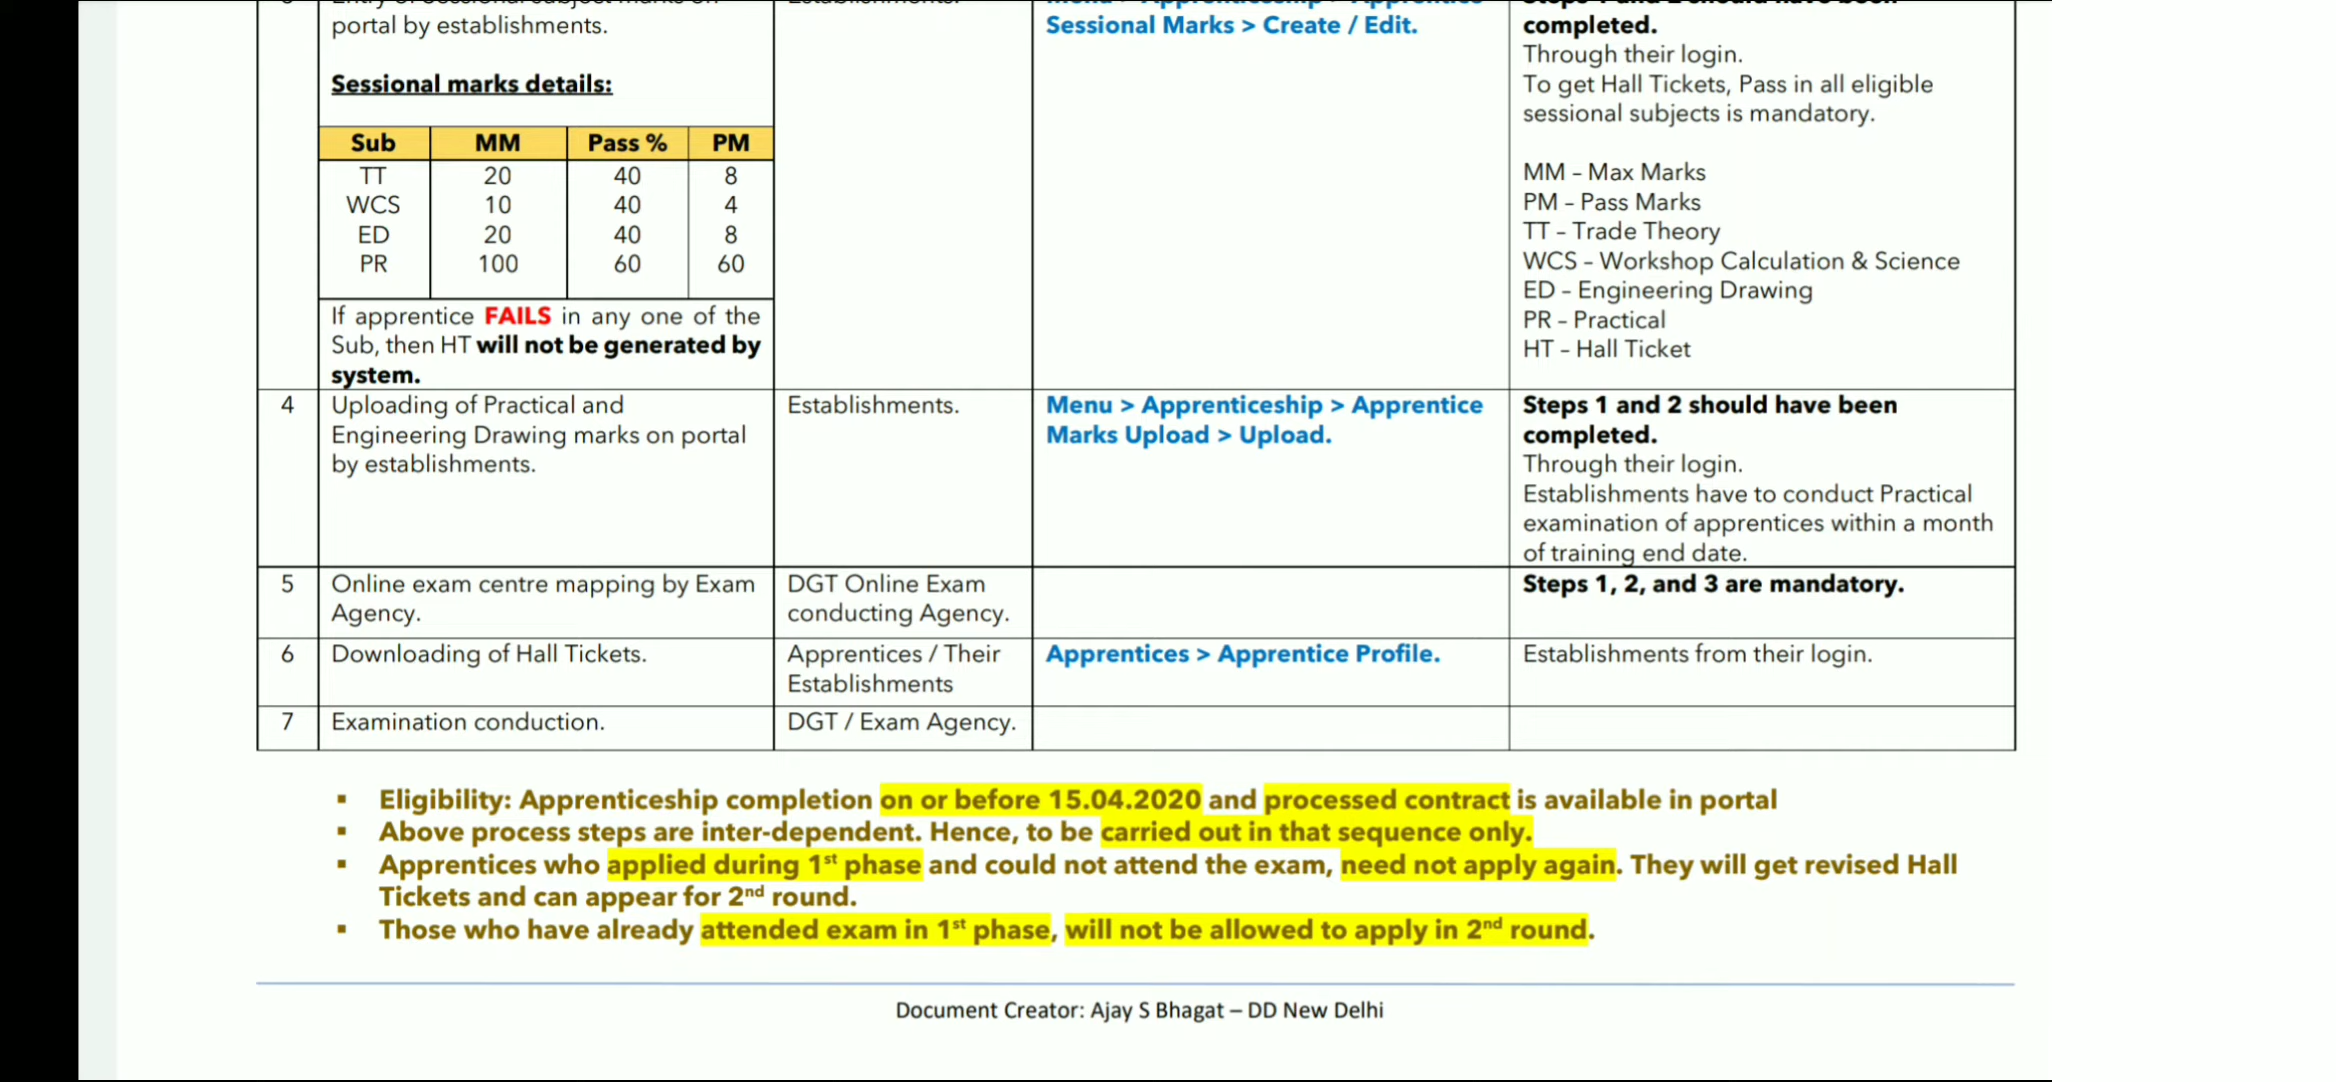 portal by establishments.
Sessional marks details:
Sub MM Pass % PM
TT 20 40 8
WCS 10 40 4
ED 20 40 8
PR 100 60 60
If apprentice FAILS in any one of the
Sub, then HT will not be generated by
system.
Sessional Marks > Create / Edit.
completed.
Through their login.
To get Hall Tickets, Pass in all eligible
sessional subjects is mandatory.
MM – Max Marks
PM – Pass Marks
TT – Trade Theory
WCS – Workshop Calculation & Science
ED – Engineering Drawing
PR – Practical
HT – Hall Ticket
4
Uploading of Practical and
Engineering Drawing marks on portal
by establishments.
Establishments.
Menu > Apprenticeship > Apprentice
Marks Upload > Upload.
Steps 1 and 2 should have been
completed.
Through their login.
Establishments have to conduct Practical
examination of apprentices within a month
of training end date.
5
Online exam centre mapping by Exam
Agency.
DGT Online Exam
conducting Agency.
Steps 1, 2, and 3 are mandatory.
6
Downloading of Hall Tickets.
Apprentices / Their
Establishments
Apprentices > Apprentice Profile.
Establishments from their login.
7
Examination conduction.
DGT / Exam Agency.
▪ Eligibility: Apprenticeship completion on or before 15.04.2020 and processed contract is available in portal
▪ Above process steps are inter-dependent. Hence, to be carried out in that sequence only.
▪ Apprentices who applied during 1st phase and could not attend the exam, need not apply again. They will get revised Hall
Tickets and can appear for 2nd round.
▪ Those who have already attended exam in 1st phase, will not be allowed to apply in 2nd round.
Document Creator: Ajay S Bhagat – DD New Delhi